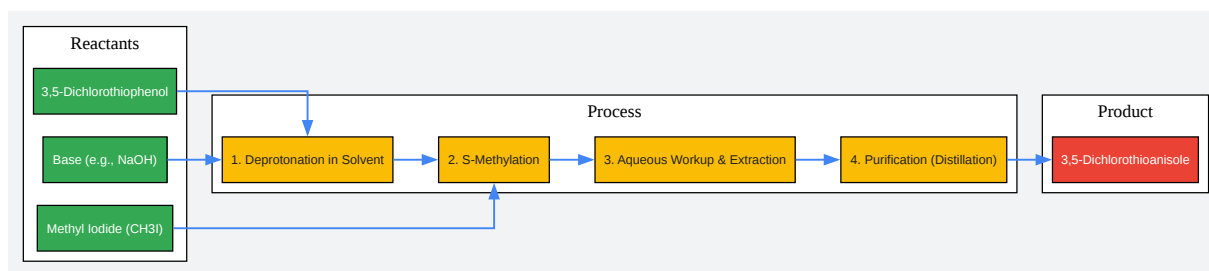 Reactants
3,5-Dichlorothiophenol
Base (e.g., NaOH)
Methyl Iodide (CH3I)
Process
1. Deprotonation in Solvent
2. S-Methylation
3. Aqueous Workup & Extraction
4. Purification (Distillation)
Product
3,5-Dichlorothioanisole